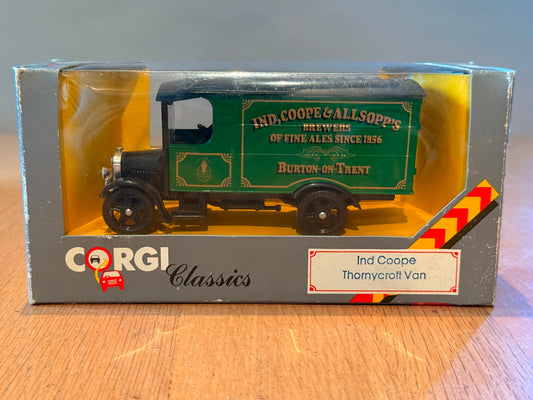 IND, COOPE & ALLSOPP'S
BREWERS
OF FINE ALES SINCE 1856
BURTON-ON-TRENT
CORGI
Classics
Ind Coope
Thornycroft Van